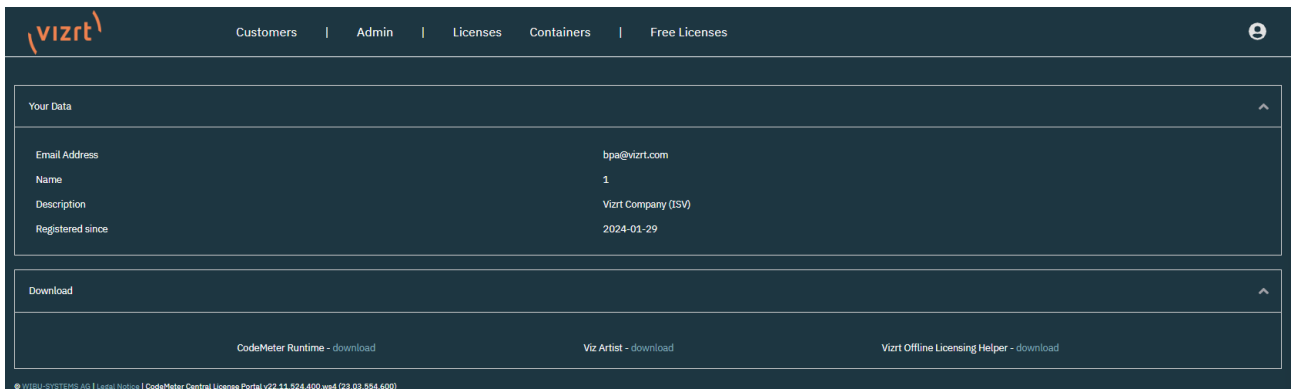 vizrt
Customers | Admin | Licenses Containers | Free Licenses
Your Data
Email Address bpa@vizrt.com
Name 1
Description Vizrt Company (ISV)
Registered since 2024-01-29
Download
CodeMeter Runtime - download Viz Artist - download Vizrt Offline Licensing Helper - download
© WIBU-SYSTEMS AG | Legal Notice | CodeMeter Central License Portal v22.11.524.400.ws4 (23.03.554.600)